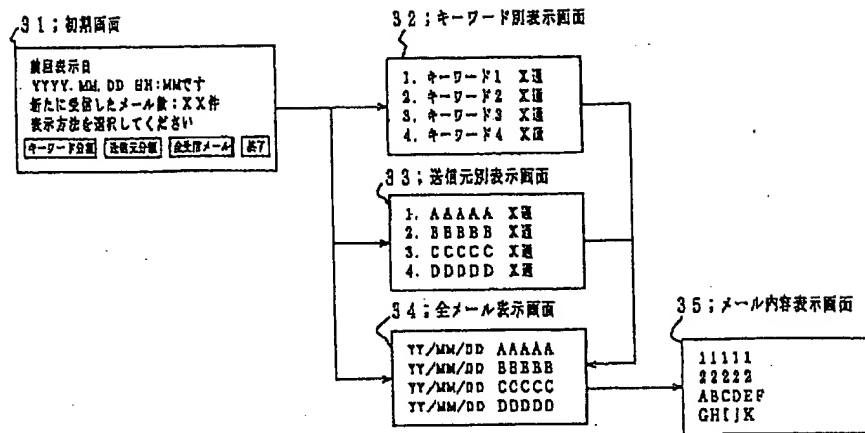 31;初期画面
前回表示日
YYYY.MM.DD HH:MMです
新たに受信したメール数:XX件
表示方法を選択してください
キーワード分類 送信元分類 全受信メール 終了
32;キーワード別表示画面
1. キーワード1 X通
2. キーワード2 X通
3. キーワード3 X通
4. キーワード4 X通
33;送信元別表示画面
1. AAAAA X通
2. BBBBB X通
3. CCCCC X通
4. DDDDD X通
34;全メール表示画面
YY/MM/DD AAAAA
YY/MM/DD BBBBB
YY/MM/DD CCCCC
YY/MM/DD DDDDD
35;メール内容表示画面
11111
22222
ABCDEF
GHIJK